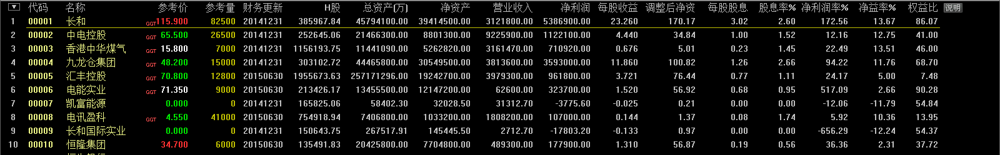 代码 名称 参考价 参考量 财务更新 H股 总资产(万) 净资产 营业收入 净利润 每股收益 调整后净资 每股股息 股息率% 净利润率% 净益率% 权益比 说明
1 00001 长和 GGT 115.900 82500 20141231 385967.84 45794100.00 39414500.00 3121800.00 5386900.00 23.260 170.17 3.02 2.60 172.56 13.67 86.07
2 00002 中电控股 GGT 65.500 26500 20141231 252645.06 21466300.00 8801300.00 9225900.00 1122100.00 4.440 34.84 1.00 1.52 12.16 12.75 41.00
3 00003 香港中华煤气 GGT 15.800 7000 20141231 1156193.75 11441090.00 5262820.00 3161470.00 710920.00 0.676 5.01 0.23 1.45 22.49 13.51 46.00
4 00004 九龙仓集团 GGT 48.200 15000 20141231 303102.72 44465800.00 30549500.00 3813600.00 3593000.00 11.860 100.82 1.26 2.66 94.22 11.76 68.70
5 00005 汇丰控股 GGT 70.800 12800 20150630 1955673.63 257171296.00 19242700.00 3979300.00 961800.00 3.721 76.44 0.77 1.11 24.17 5.00 7.48
6 00006 电能实业 GGT 71.350 9000 20150630 213426.17 13455500.00 12147200.00 62600.00 323700.00 1.520 56.92 0.68 0.95 517.09 2.66 90.28
7 00007 凯富能源 0.000 0 20141231 165825.06 58402.30 32028.50 31312.70 -3775.60 -0.025 0.21 0.00 0.00 -12.06 -11.79 54.84
8 00008 电讯盈科 GGT 4.550 41000 20150630 754918.94 7406800.00 1033200.00 1808200.00 107000.00 0.144 1.37 0.08 1.74 5.92 10.36 13.95
9 00009 长和国际实业 0.000 0 20141231 150643.75 267517.91 145445.50 2712.70 -17803.20 -0.133 0.97 0.00 0.00 -656.29 -12.24 54.37
10 00010 恒隆集团 34.700 6000 20150630 135491.83 20425800.00 7704800.00 489300.00 177900.00 1.310 56.87 0.19 0.56 36.36 2.31 37.72